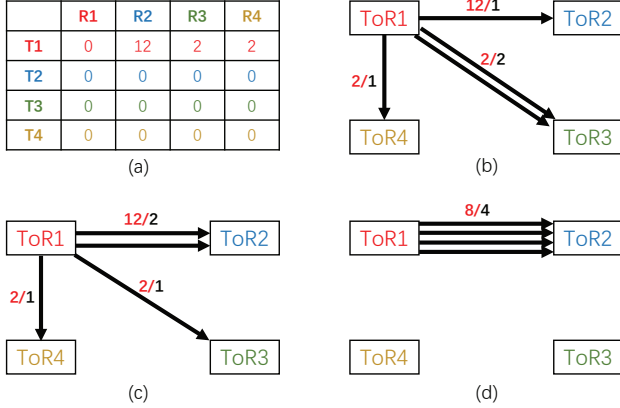 R1 R2 R3 R4
T1 0 12 2 2
T2 0 0 0 0
T3 0 0 0 0
T4 0 0 0 0
(a)
ToR1 12/1 ToR2
2/1 2/2
ToR4 ToR3
(b)
ToR1 12/2 ToR2
2/1 2/1
ToR4 ToR3
(c)
ToR1 8/4 ToR2
ToR4 ToR3
(d)